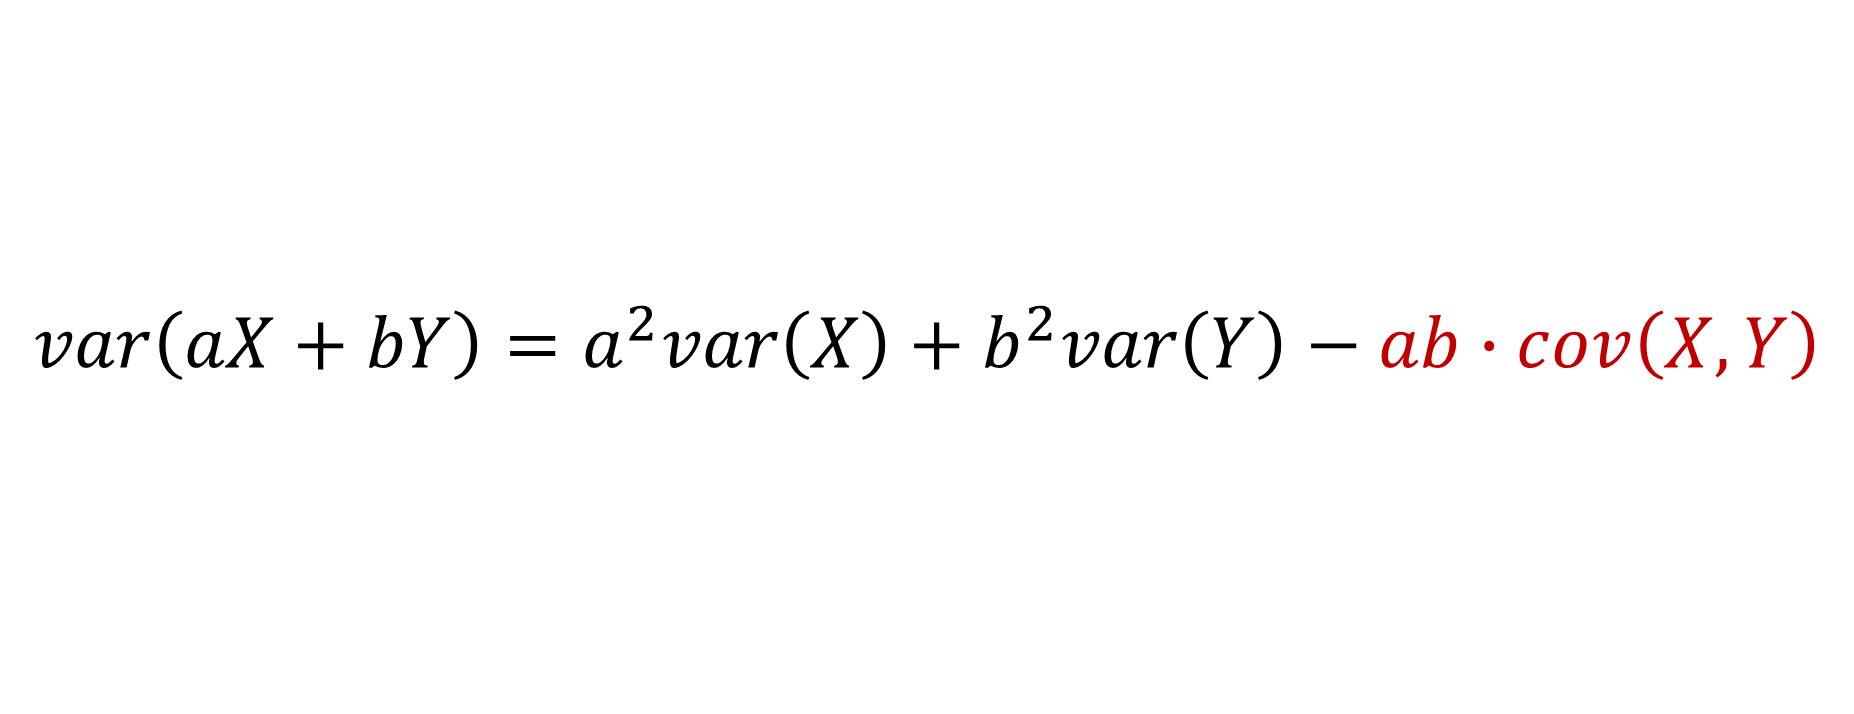 var(aX + bY) = a²var(X) + b²var(Y) − ab · cov(X, Y)